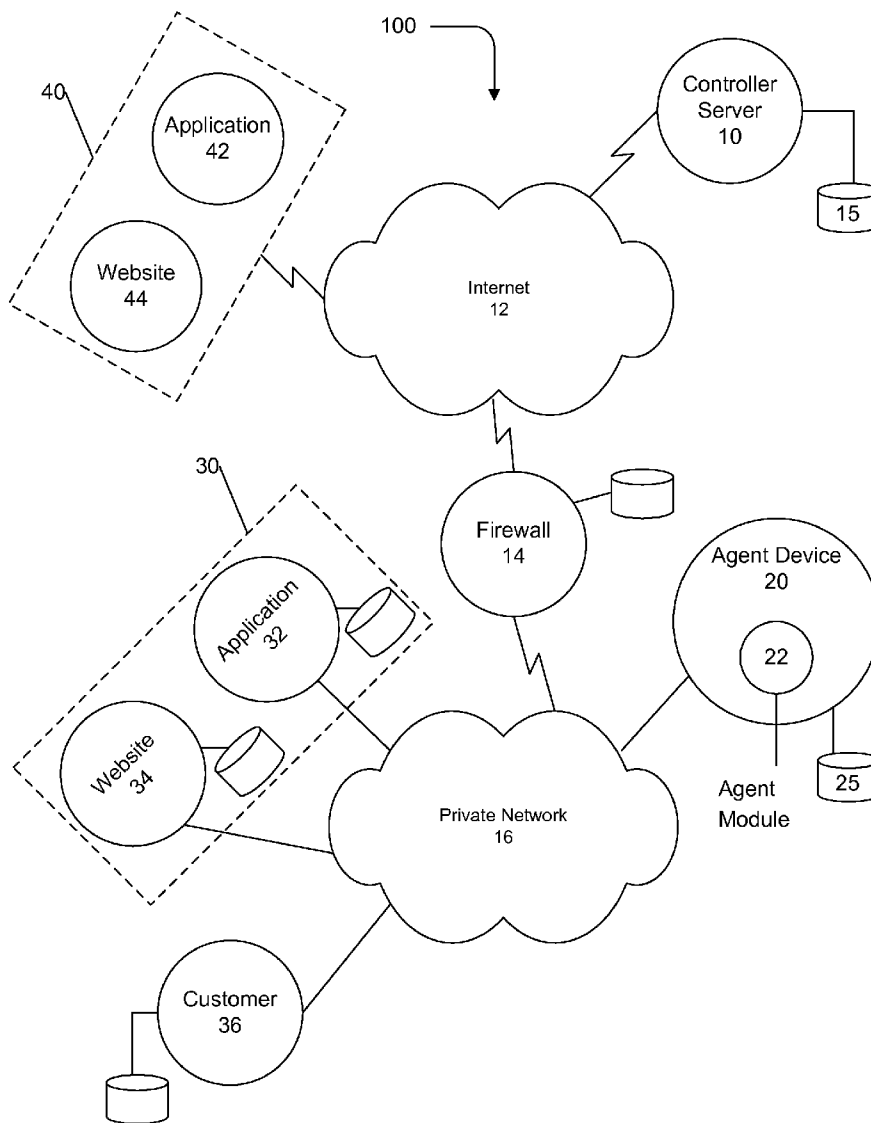 100
40
Application
42
Controller
Server
10
15
Website
44
Internet
12
30
Firewall
14
Agent Device
20
22
Application
32
Website
34
25
Agent
Module
Private Network
16
Customer
36